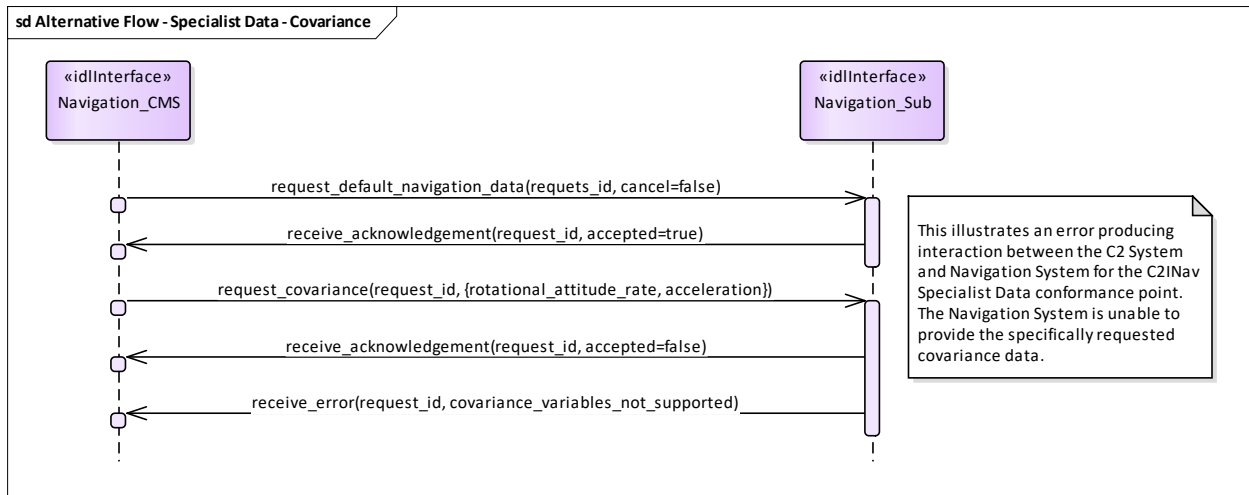 sd Alternative Flow - Specialist Data - Covariance
«idlInterface»
Navigation_CMS
«idlInterface»
Navigation_Sub
request_default_navigation_data(requets_id, cancel=false)
receive_acknowledgement(request_id, accepted=true)
request_covariance(request_id, {rotational_attitude_rate, acceleration})
receive_acknowledgement(request_id, accepted=false)
receive_error(request_id, covariance_variables_not_supported)
This illustrates an error producing
interaction between the C2 System
and Navigation System for the C2INav
Specialist Data conformance point.
The Navigation System is unable to
provide the specifically requested
covariance data.